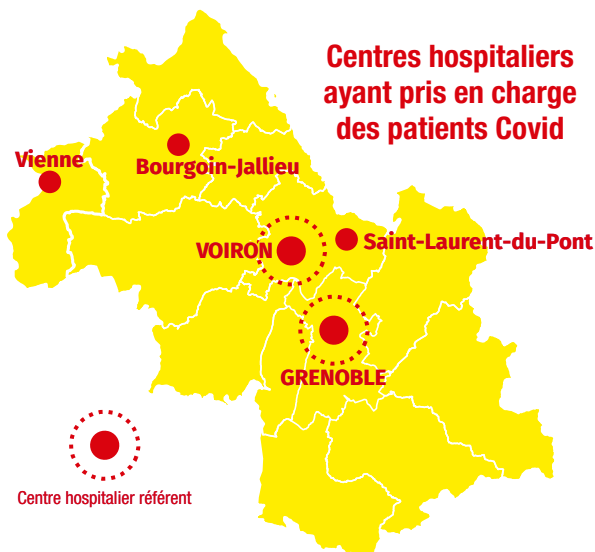 Centres hospitaliers
ayant pris en charge
des patients Covid
Vienne
Bourgoin-Jallieu
VOIRON
Saint-Laurent-du-Pont
GRENOBLE
Centre hospitalier référent